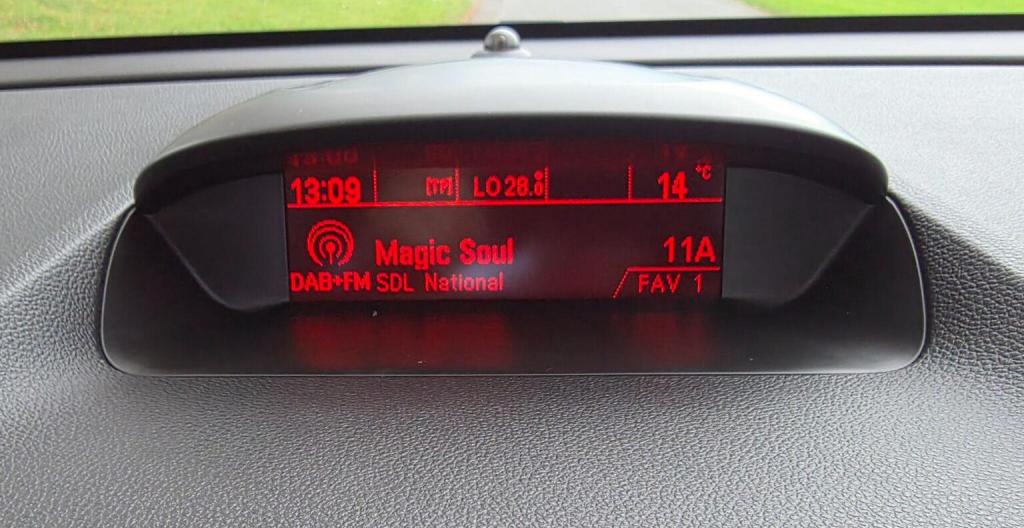 13:09 [TP] LO 28.0 14 °C
Magic Soul 11A
DAB+FM SDL National FAV 1